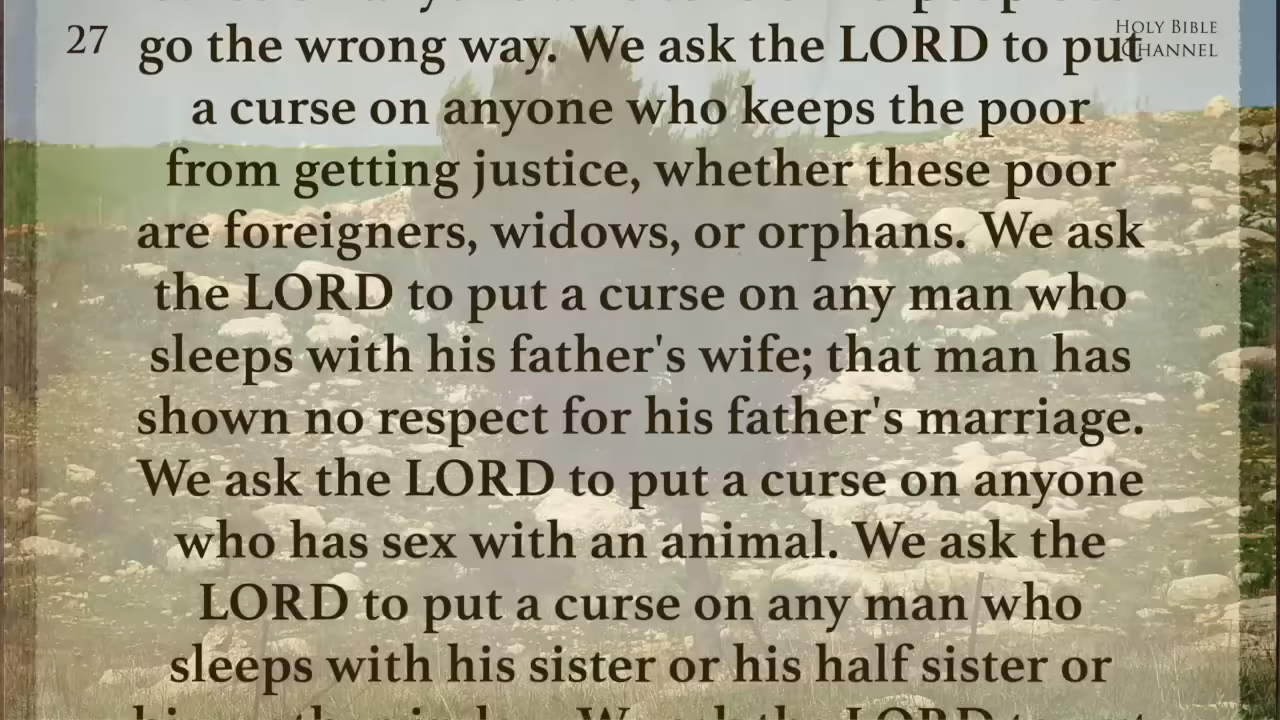 27
HOLY BIBLE
CHANNEL
go the wrong way. We ask the LORD to put
a curse on anyone who keeps the poor
from getting justice, whether these poor
are foreigners, widows, or orphans. We ask
the LORD to put a curse on any man who
sleeps with his father's wife; that man has
shown no respect for his father's marriage.
We ask the LORD to put a curse on anyone
who has sex with an animal. We ask the
LORD to put a curse on any man who
sleeps with his sister or his half sister or